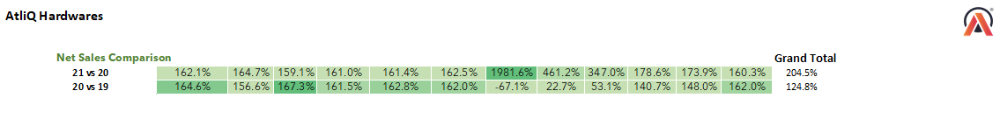 AtliQ Hardwares
Net Sales Comparison Grand Total
21 vs 20 162.1% 164.7% 159.1% 161.0% 161.4% 162.5% 1981.6% 461.2% 347.0% 178.6% 173.9% 160.3% 204.5%
20 vs 19 164.6% 156.6% 167.3% 161.5% 162.8% 162.0% -67.1% 22.7% 53.1% 140.7% 148.0% 162.0% 124.8%